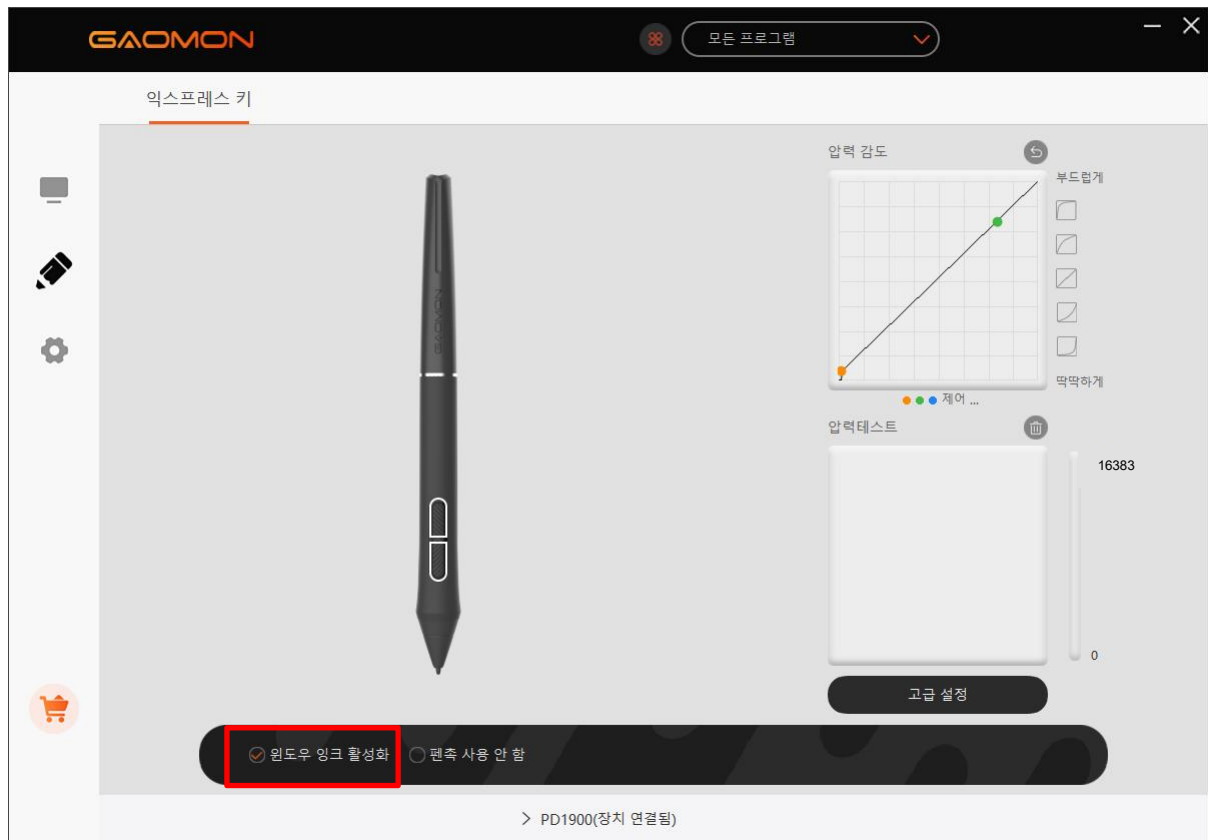 GAOMON
모든 프로그램
익스프레스 키
압력 감도
부드럽게
GAOMON
딱딱하게
제어 ...
압력테스트
16383
0
고급 설정
윈도우 잉크 활성화
펜촉 사용 안 함
PD1900(장치 연결됨)